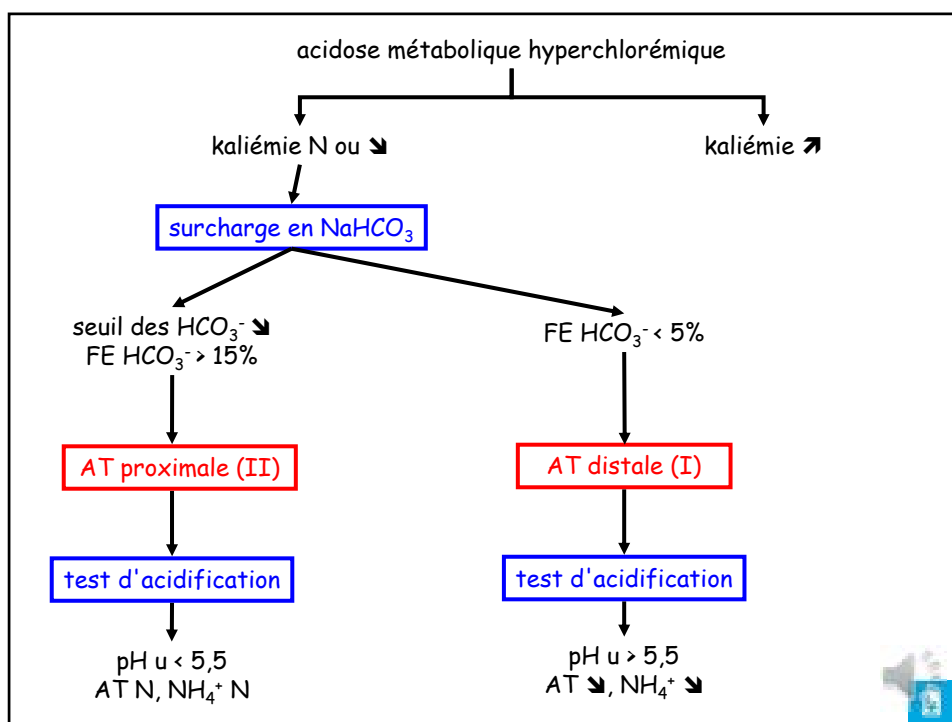 acidose métabolique hyperchlorémique
kaliémie N ou ➘
kaliémie ➚
surcharge en NaHCO₃
seuil des HCO₃⁻ ➘
FE HCO₃⁻ > 15%
FE HCO₃⁻ < 5%
AT proximale (II)
AT distale (I)
test d'acidification
test d'acidification
pH u < 5,5
AT N, NH₄⁺ N
pH u > 5,5
AT ➘, NH₄⁺ ➘